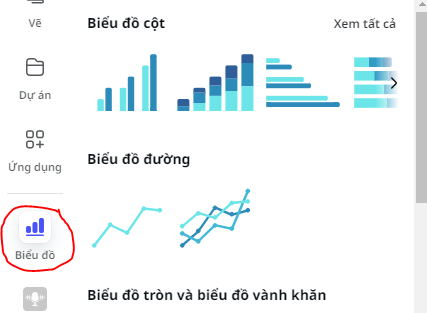 Vẽ
Dự án
Ứng dụng
Biểu đồ
Biểu đồ cột
Xem tất cả
Biểu đồ đường
Biểu đồ tròn và biểu đồ vành khăn